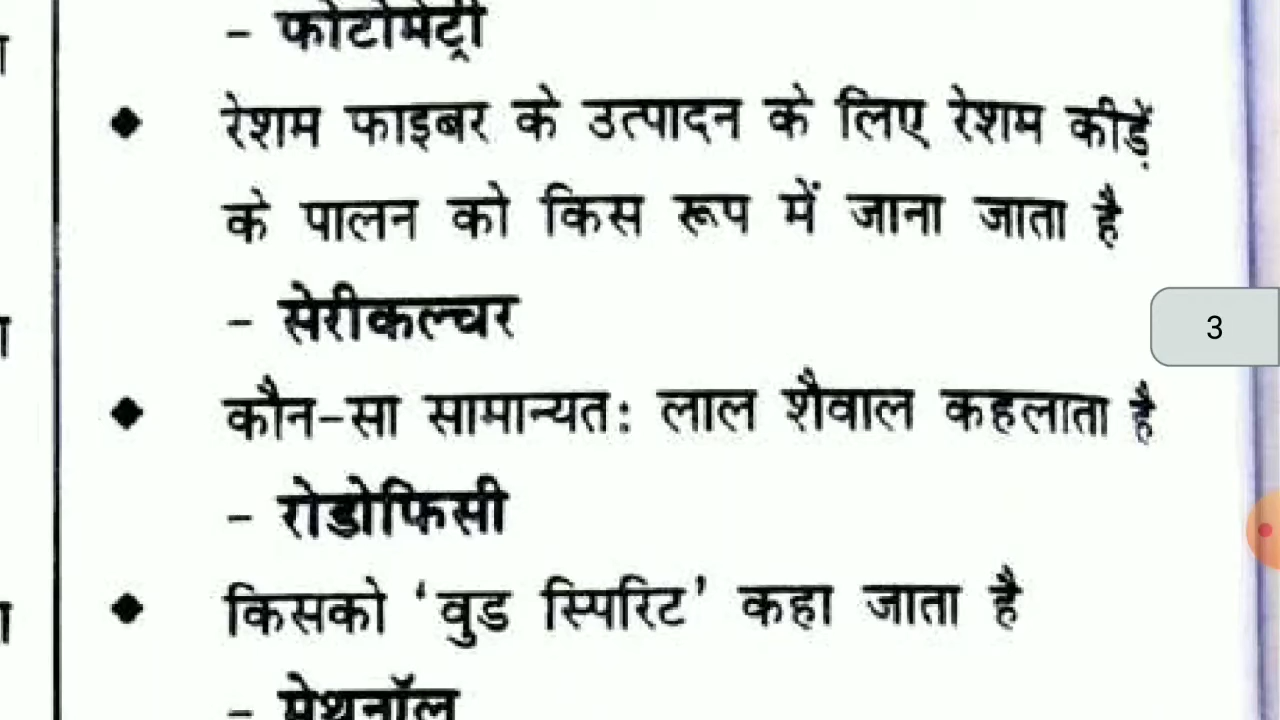 - फोटोमेट्री
◆ रेशम फाइबर के उत्पादन के लिए रेशम कीड़ें
के पालन को किस रूप में जाना जाता है
- सेरीकल्चर
◆ कौन-सा सामान्यत: लाल शैवाल कहलाता है
- रोडोफिसी
◆ किसको ‘वुड स्पिरिट’ कहा जाता है
- मेथनॉल
3